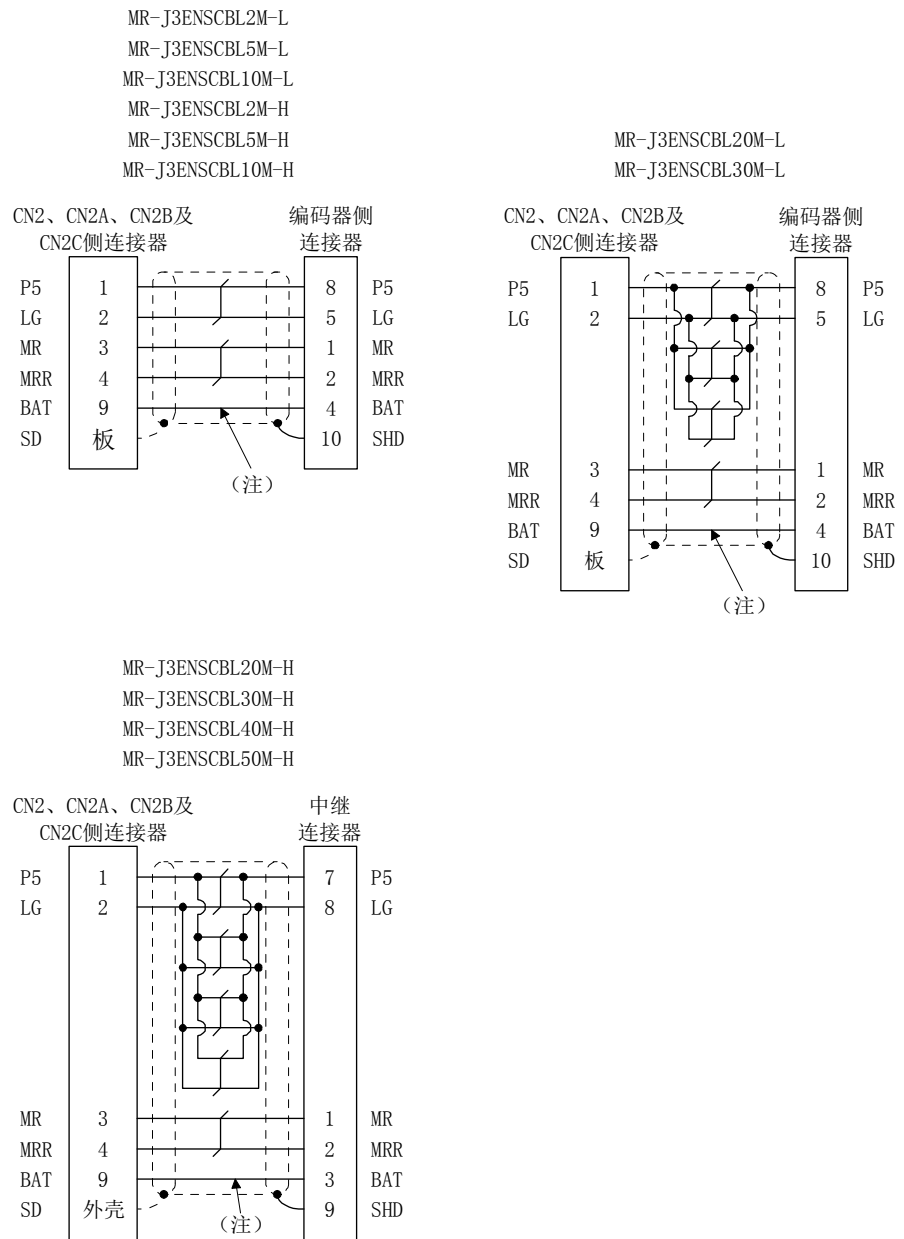 MR-J3ENSCBL2M-L
MR-J3ENSCBL5M-L
MR-J3ENSCBL10M-L
MR-J3ENSCBL2M-H
MR-J3ENSCBL5M-H
MR-J3ENSCBL10M-H
CN2、CN2A、CN2B及 编码器侧
CN2C侧连接器 连接器
P5 1 8 P5
LG 2 5 LG
MR 3 1 MR
MRR 4 2 MRR
BAT 9 4 BAT
SD 板 10 SHD
（注）
MR-J3ENSCBL20M-L
MR-J3ENSCBL30M-L
CN2、CN2A、CN2B及 编码器侧
CN2C侧连接器 连接器
P5 1 8 P5
LG 2 5 LG
MR 3 1 MR
MRR 4 2 MRR
BAT 9 4 BAT
SD 板 10 SHD
（注）
MR-J3ENSCBL20M-H
MR-J3ENSCBL30M-H
MR-J3ENSCBL40M-H
MR-J3ENSCBL50M-H
CN2、CN2A、CN2B及 中继
CN2C侧连接器 连接器
P5 1 7 P5
LG 2 8 LG
MR 3 1 MR
MRR 4 2 MRR
BAT 9 3 BAT
SD 外壳 9 SHD
（注）